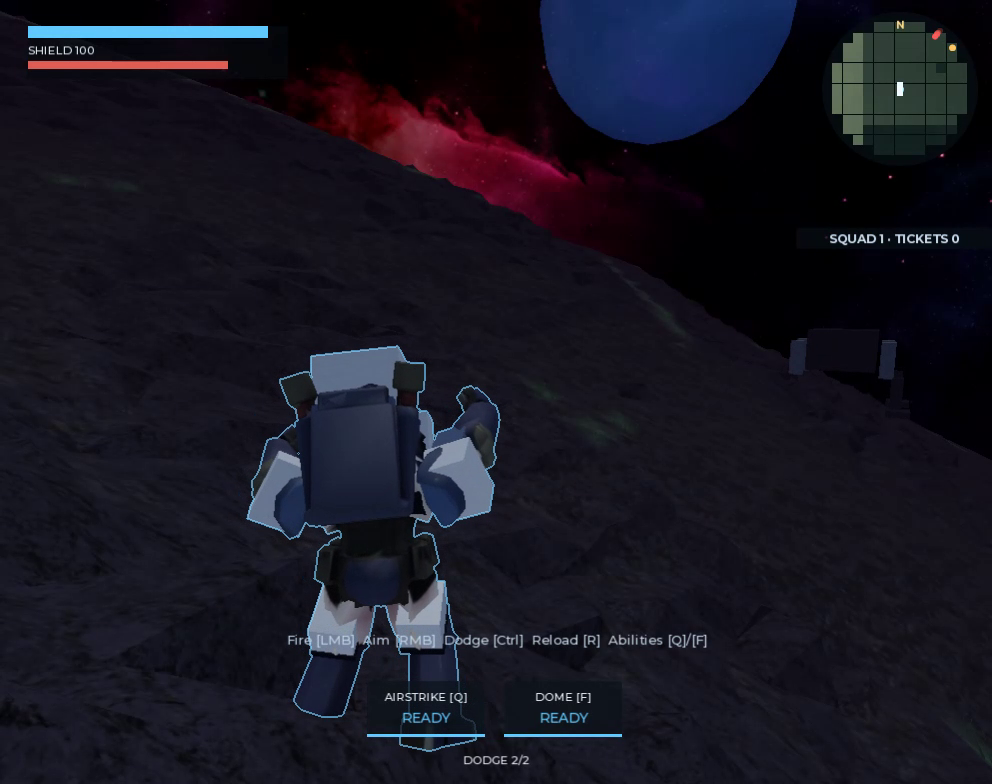 SHIELD 100
N
SQUAD 1 · TICKETS 0
Fire [LMB]  Aim [RMB]  Dodge [Ctrl]  Reload [R]  Abilities [Q]/[F]
AIRSTRIKE [Q]
READY
DOME [F]
READY
DODGE 2/2